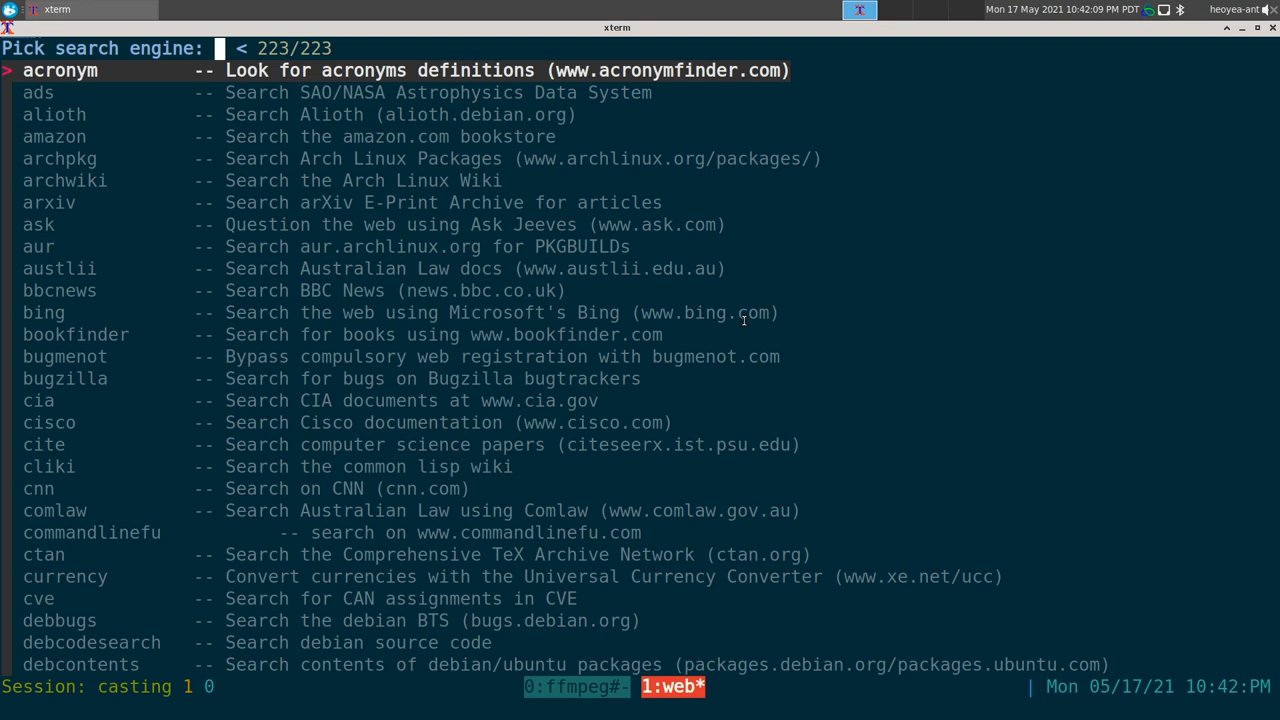 xterm
Mon 17 May 2021 10:42:09 PM PDT
heoyea-ant
xterm
Pick search engine: < 223/223
> acronym -- Look for acronyms definitions (www.acronymfinder.com)
ads -- Search SAO/NASA Astrophysics Data System
alioth -- Search Alioth (alioth.debian.org)
amazon -- Search the amazon.com bookstore
archpkg -- Search Arch Linux Packages (www.archlinux.org/packages/)
archwiki -- Search the Arch Linux Wiki
arxiv -- Search arXiv E-Print Archive for articles
ask -- Question the web using Ask Jeeves (www.ask.com)
aur -- Search aur.archlinux.org for PKGBUILDs
austlii -- Search Australian Law docs (www.austlii.edu.au)
bbcnews -- Search BBC News (news.bbc.co.uk)
bing -- Search the web using Microsoft's Bing (www.bing.com)
bookfinder -- Search for books using www.bookfinder.com
bugmenot -- Bypass compulsory web registration with bugmenot.com
bugzilla -- Search for bugs on Bugzilla bugtrackers
cia -- Search CIA documents at www.cia.gov
cisco -- Search Cisco documentation (www.cisco.com)
cite -- Search computer science papers (citeseerx.ist.psu.edu)
cliki -- Search the common lisp wiki
cnn -- Search on CNN (cnn.com)
comlaw -- Search Australian Law using Comlaw (www.comlaw.gov.au)
commandlinefu -- search on www.commandlinefu.com
ctan -- Search the Comprehensive TeX Archive Network (ctan.org)
currency -- Convert currencies with the Universal Currency Converter (www.xe.net/ucc)
cve -- Search for CAN assignments in CVE
debbugs -- Search the debian BTS (bugs.debian.org)
debcodesearch -- Search debian source code
debcontents -- Search contents of debian/ubuntu packages (packages.debian.org/packages.ubuntu.com)
Session: casting 1 0 0:ffmpeg#- 1:web* | Mon 05/17/21 10:42:PM